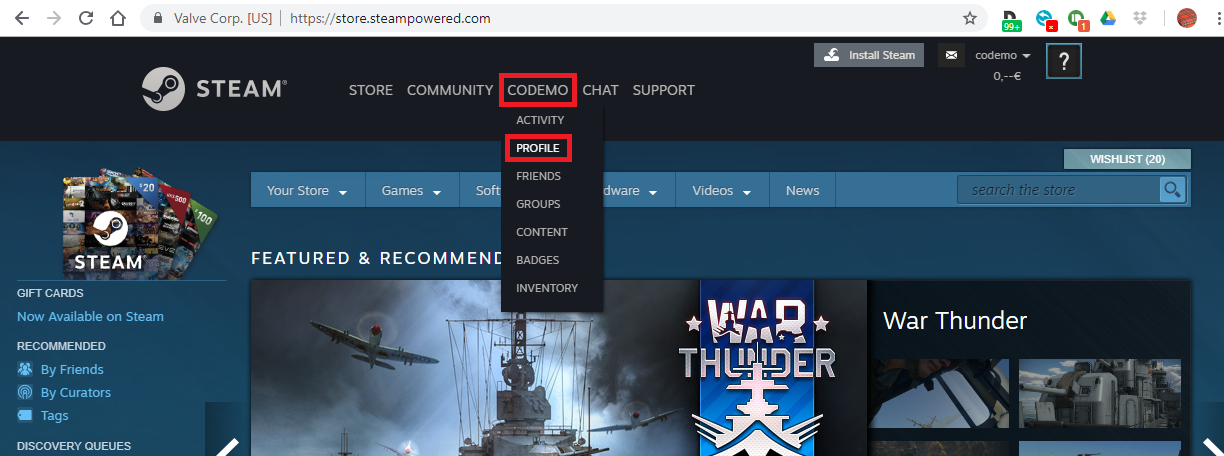 Valve Corp. [US] | https://store.steampowered.com
99+
1
Install Steam
codemo
0,--€
?
STEAM®
STORE COMMUNITY CODEMO CHAT SUPPORT
ACTIVITY
PROFILE
FRIENDS
GROUPS
CONTENT
BADGES
INVENTORY
WISHLIST (20)
Your Store Games Soft dware Videos News
search the store
$20
$100
STEAM
FEATURED & RECOMMEND
GIFT CARDS
Now Available on Steam
RECOMMENDED
By Friends
By Curators
Tags
DISCOVERY QUEUES
WAR
THUNDER
War Thunder